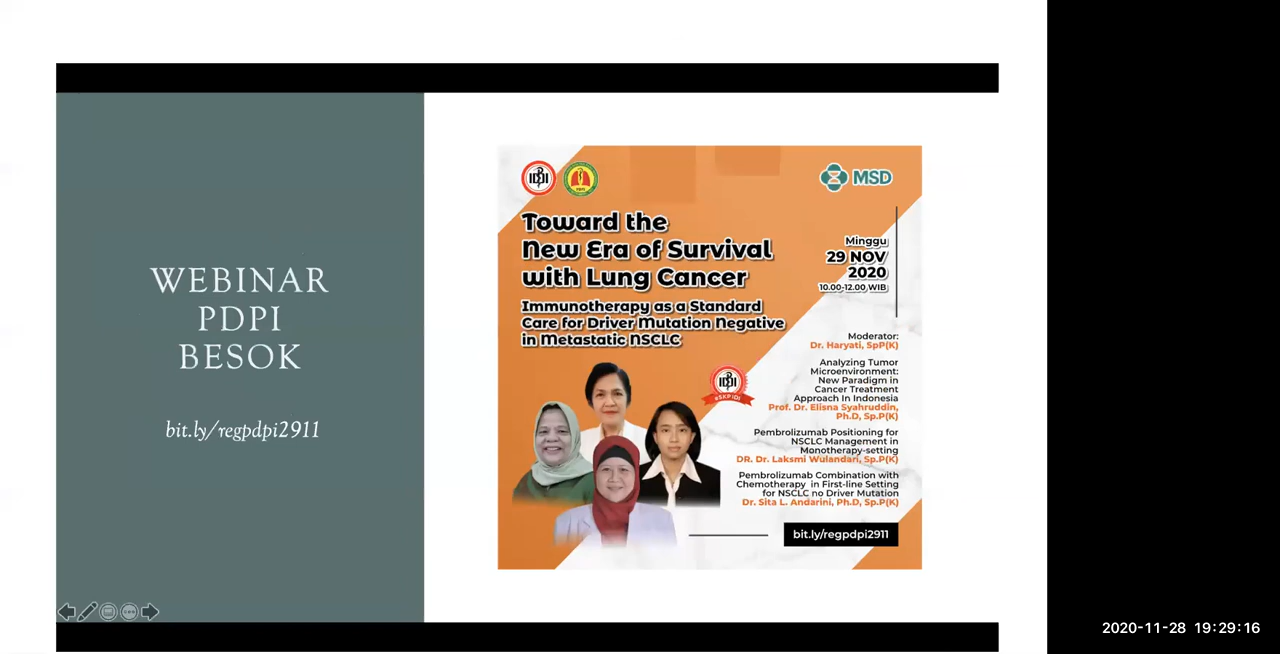 WEBINAR
PDPI
BESOK
bit.ly/regpdpi2911
IDI
PDPI
MSD
Toward the
New Era of Survival
with Lung Cancer
Immunotherapy as a Standard
Care for Driver Mutation Negative
in Metastatic NSCLC
Minggu
29 NOV
2020
10.00-12.00 WIB
Moderator:
Dr. Haryati, SpP(K)
Analyzing Tumor
Microenvironment:
New Paradigm in
Cancer Treatment
Approach In Indonesia
Prof. Dr. Elisna Syahruddin,
Ph.D, Sp.P(K)
Pembrolizumab Positioning for
NSCLC Management in
Monotherapy-setting
DR. Dr. Laksmi Wulandari, Sp.P(K)
Pembrolizumab Combination with
Chemotherapy in First-line Setting
for NSCLC no Driver Mutation
Dr. Sita L. Andarini, Ph.D, Sp.P(K)
IDI
#SKPIDI
bit.ly/regpdpi2911
2020-11-28 19:29:16